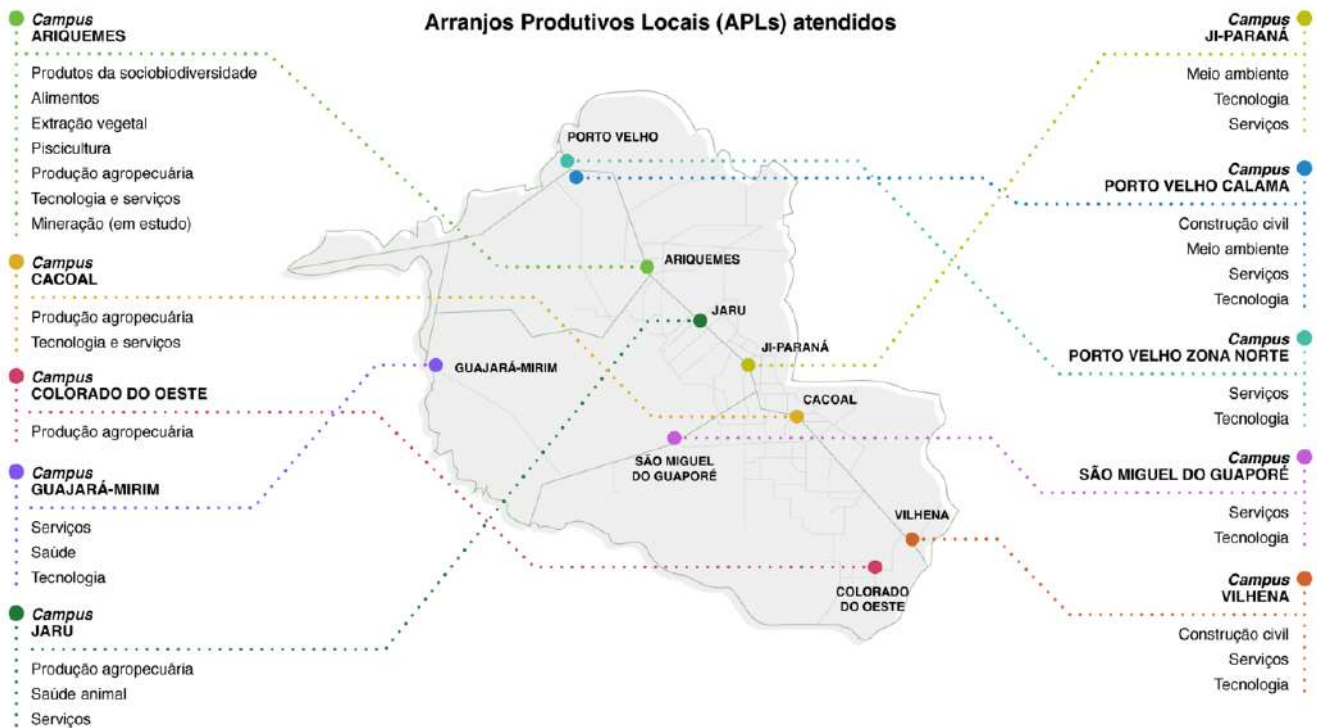 Arranjos Produtivos Locais (APLs) atendidos
Campus
ARIQUEMES
Produtos da sociobiodiversidade
Alimentos
Extração vegetal
Piscicultura
Produção agropecuária
Tecnologia e serviços
Mineração (em estudo)
Campus
CACOAL
Produção agropecuária
Tecnologia e serviços
Campus
COLORADO DO OESTE
Produção agropecuária
Campus
GUAJARÁ-MIRIM
Serviços
Saúde
Tecnologia
Campus
JARU
Produção agropecuária
Saúde animal
Serviços
PORTO VELHO
ARIQUEMES
JARU
JI-PARANÁ
GUAJARÁ-MIRIM
CACOAL
SÃO MIGUEL
DO GUAPORÉ
VILHENA
COLORADO
DO OESTE
Campus
JI-PARANÁ
Meio ambiente
Tecnologia
Serviços
Campus
PORTO VELHO CALAMA
Construção civil
Meio ambiente
Serviços
Tecnologia
Campus
PORTO VELHO ZONA NORTE
Serviços
Tecnologia
Campus
SÃO MIGUEL DO GUAPORÉ
Serviços
Tecnologia
Campus
VILHENA
Construção civil
Serviços
Tecnologia